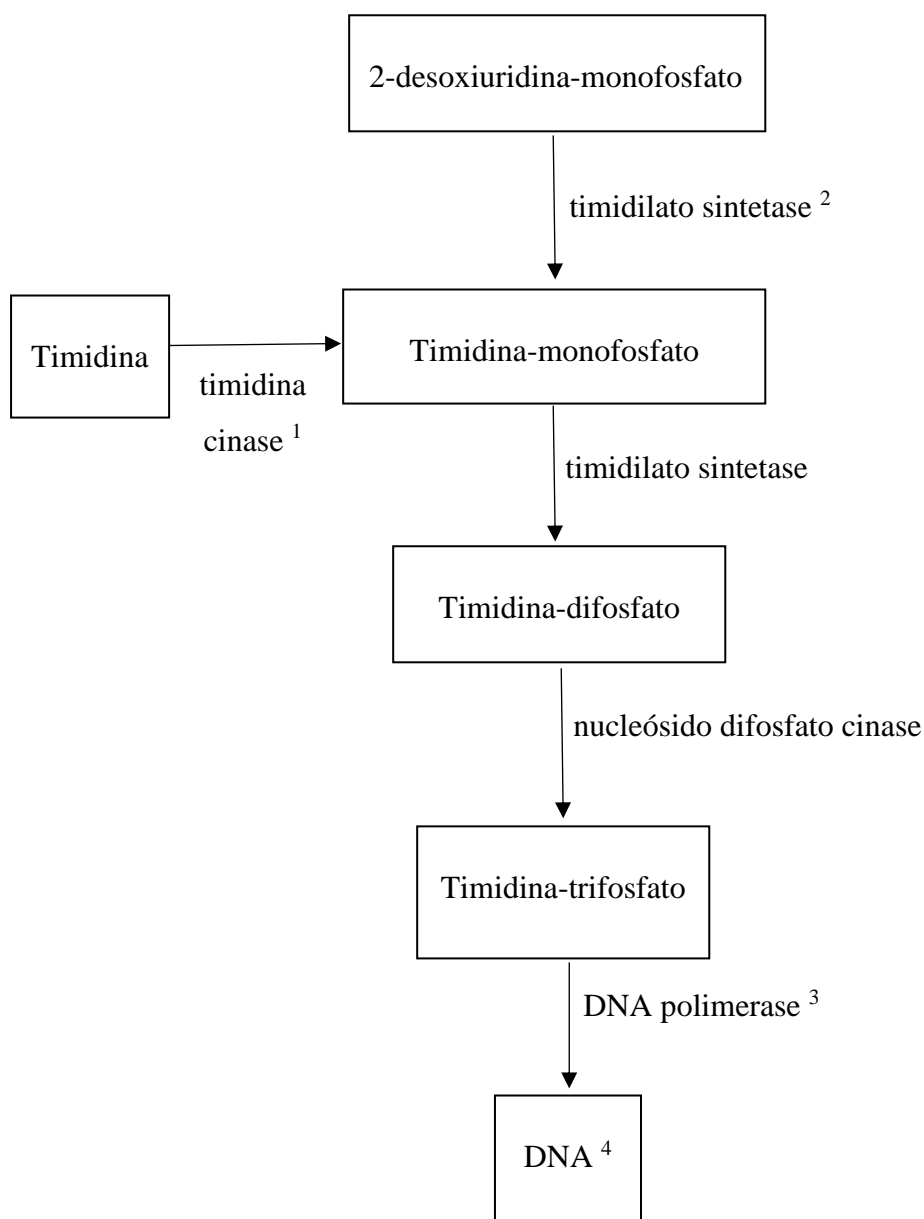 2-desoxiuridina-monofosfato
timidilato sintetase ²
Timidina
timidina
cinase ¹
Timidina-monofosfato
timidilato sintetase
Timidina-difosfato
nucleósido difosfato cinase
Timidina-trifosfato
DNA polimerase ³
DNA ⁴